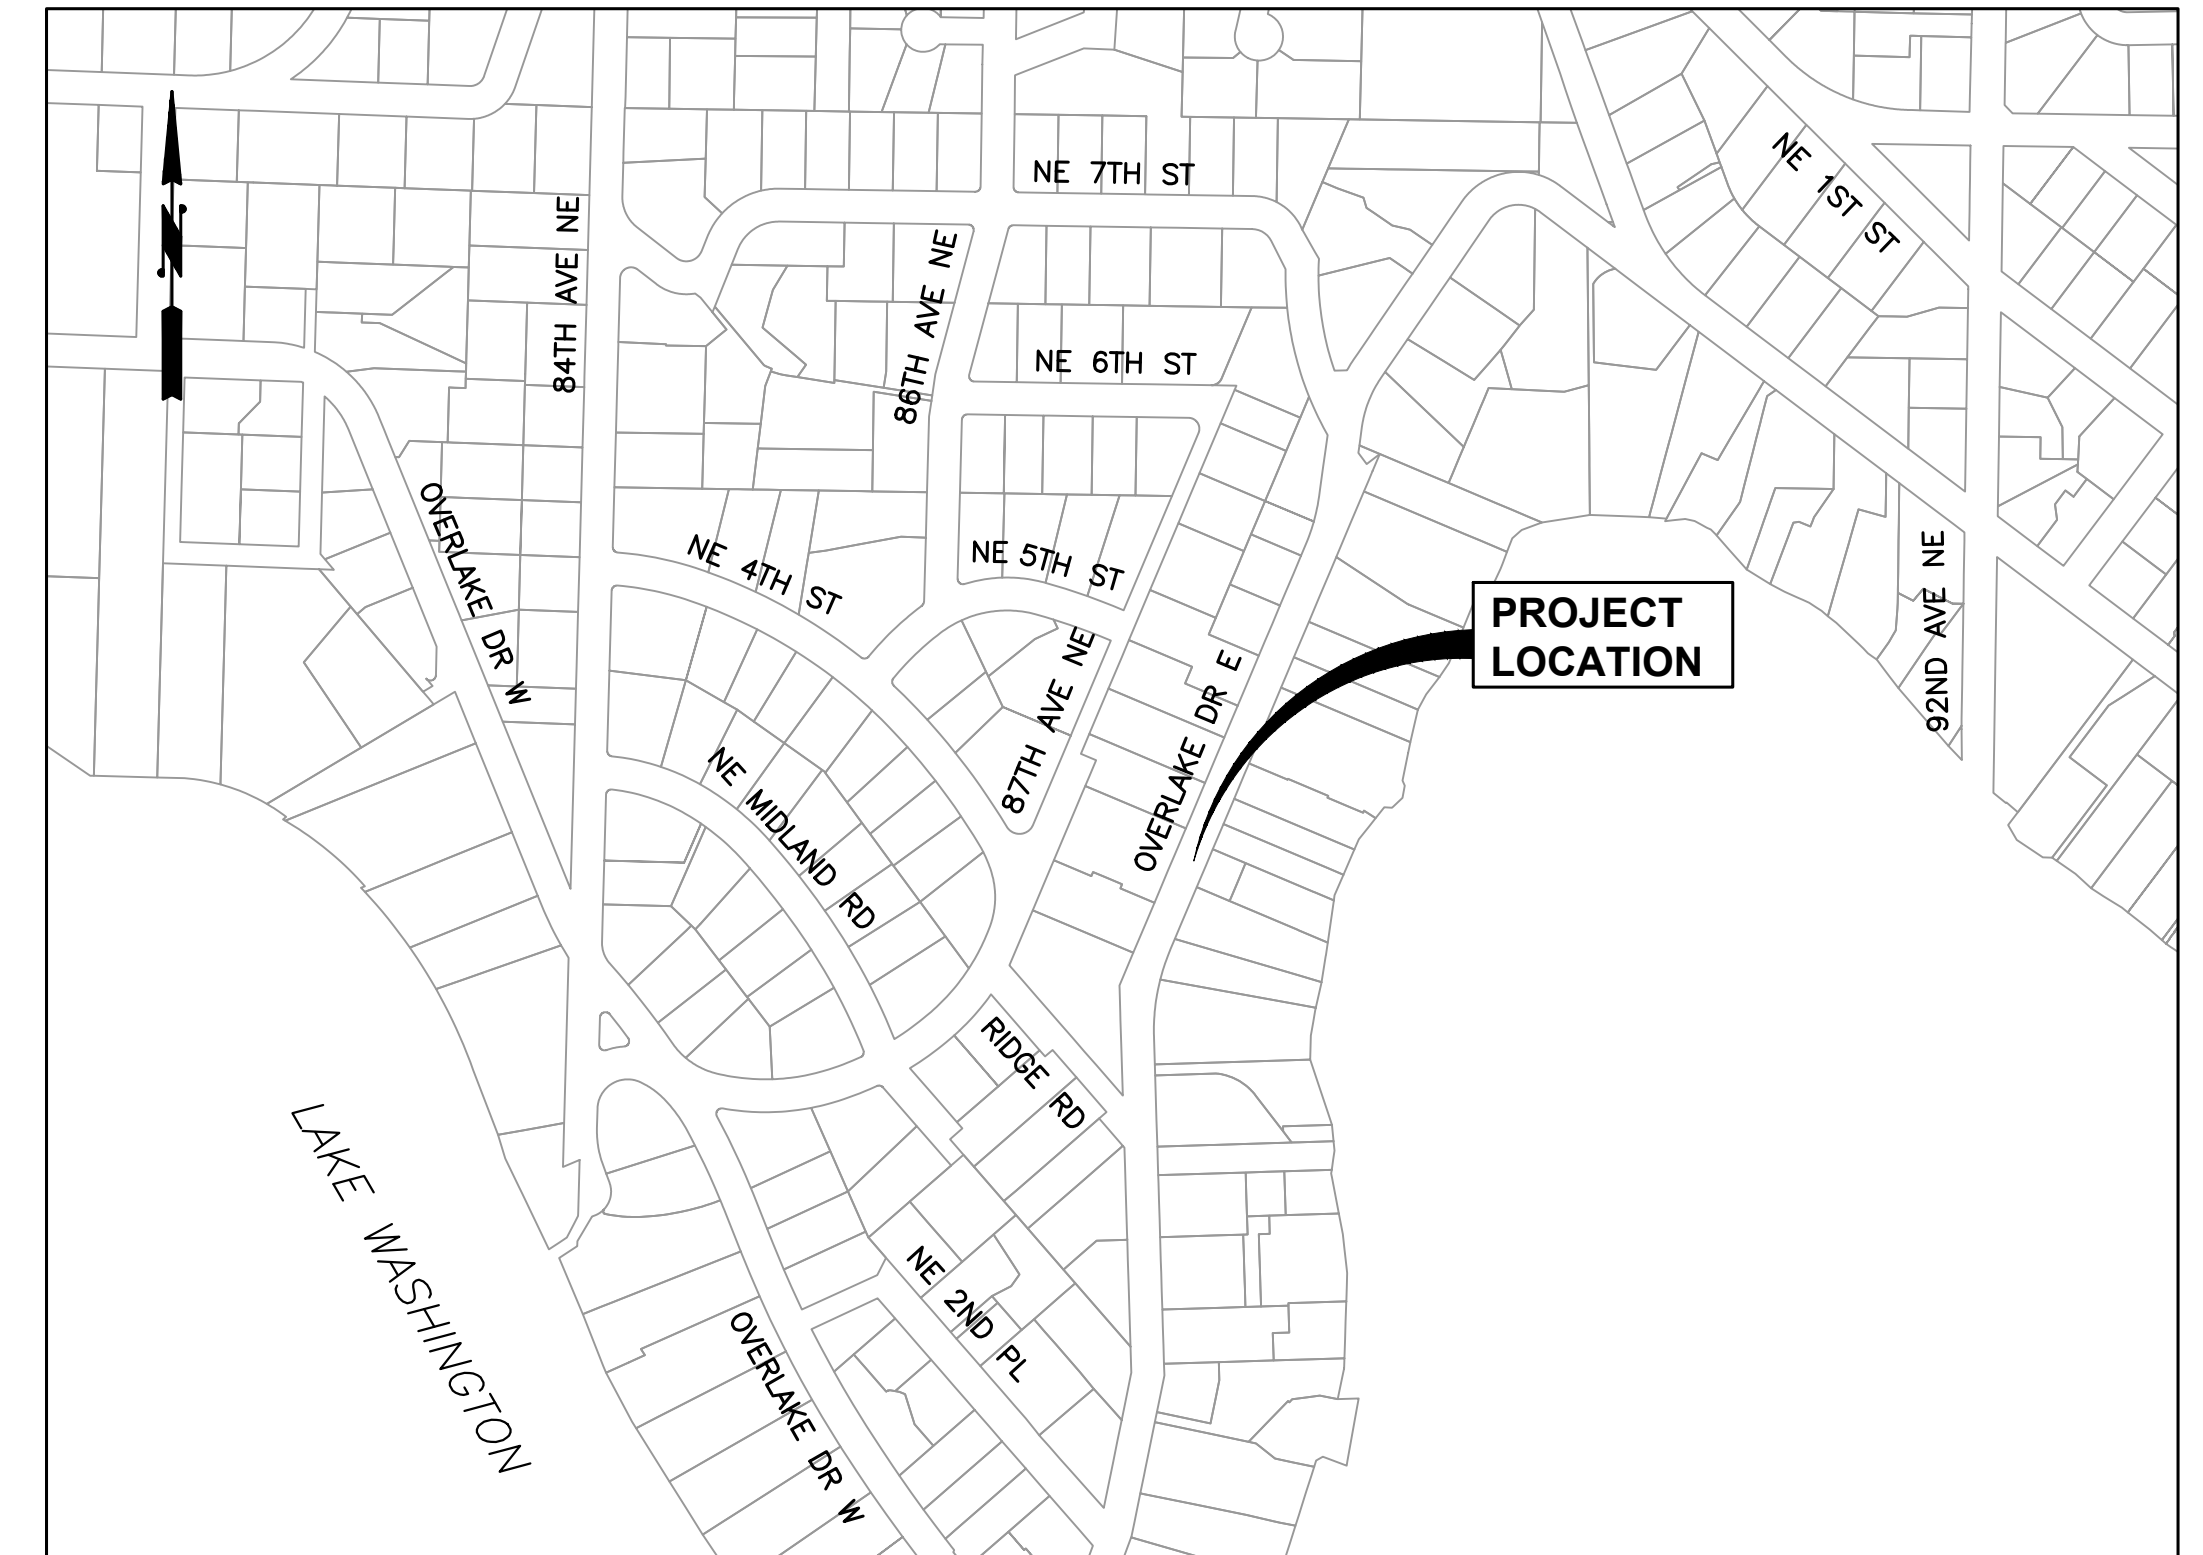 NE 7TH ST
NE 1ST ST
84TH AVE NE
86TH AVE NE
NE 6TH ST
OVERLAKE DR W
NE 4TH ST
NE 5TH ST
92ND AVE NE
PROJECT
LOCATION
87TH AVE NE
OVERLAKE DR E
NE MIDLAND RD
RIDGE RD
LAKE WASHINGTON
NE 2ND PL
OVERLAKE DR W
N